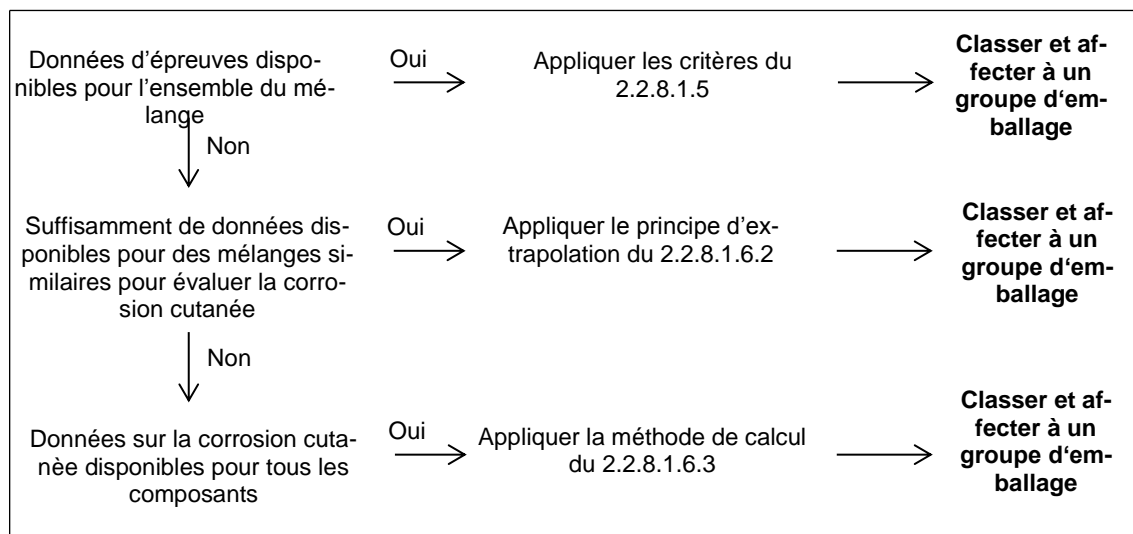 Données d'épreuves dispo-
nibles pour l'ensemble du mé-
lange
Oui
Appliquer les critères du
2.2.8.1.5
Classer et af-
fecter à un
groupe d'em-
ballage
Non
Suffisamment de données dis-
ponibles pour des mélanges si-
milaires pour évaluer la corro-
sion cutanée
Oui
Appliquer le principe d'ex-
trapolation du 2.2.8.1.6.2
Classer et af-
fecter à un
groupe d'em-
ballage
Non
Données sur la corrosion cuta-
nèe disponibles pour tous les
composants
Oui
Appliquer la méthode de calcul
du 2.2.8.1.6.3
Classer et af-
fecter à un
groupe d'em-
ballage